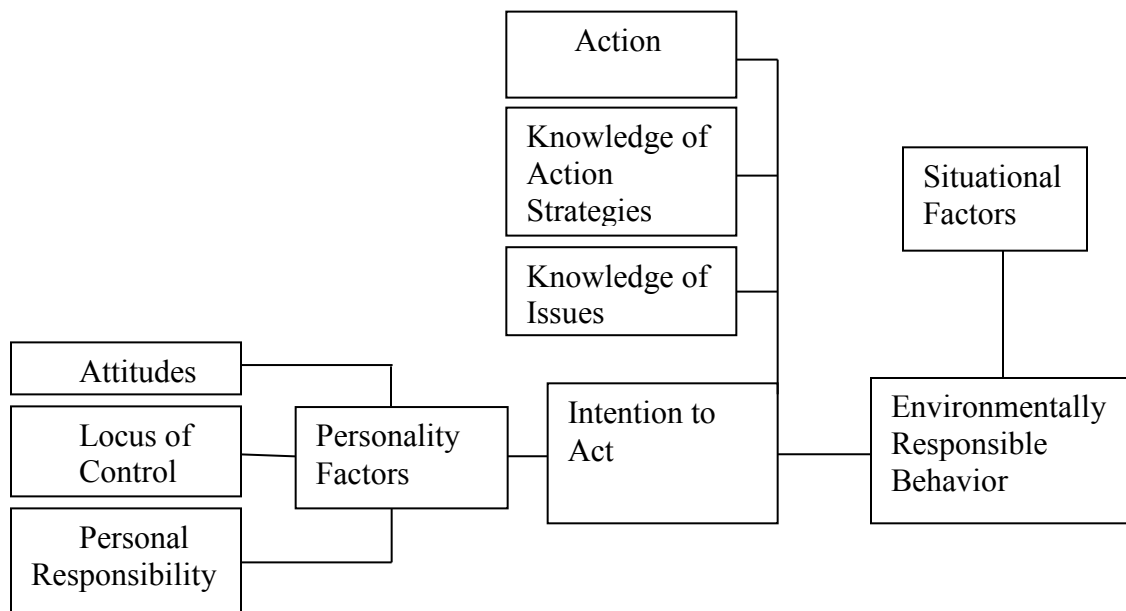 Action
Knowledge of
Action
Strategies
Knowledge of
Issues
Situational
Factors
Attitudes
Locus of
Control
Personal
Responsibility
Personality
Factors
Intention to
Act
Environmentally
Responsible
Behavior